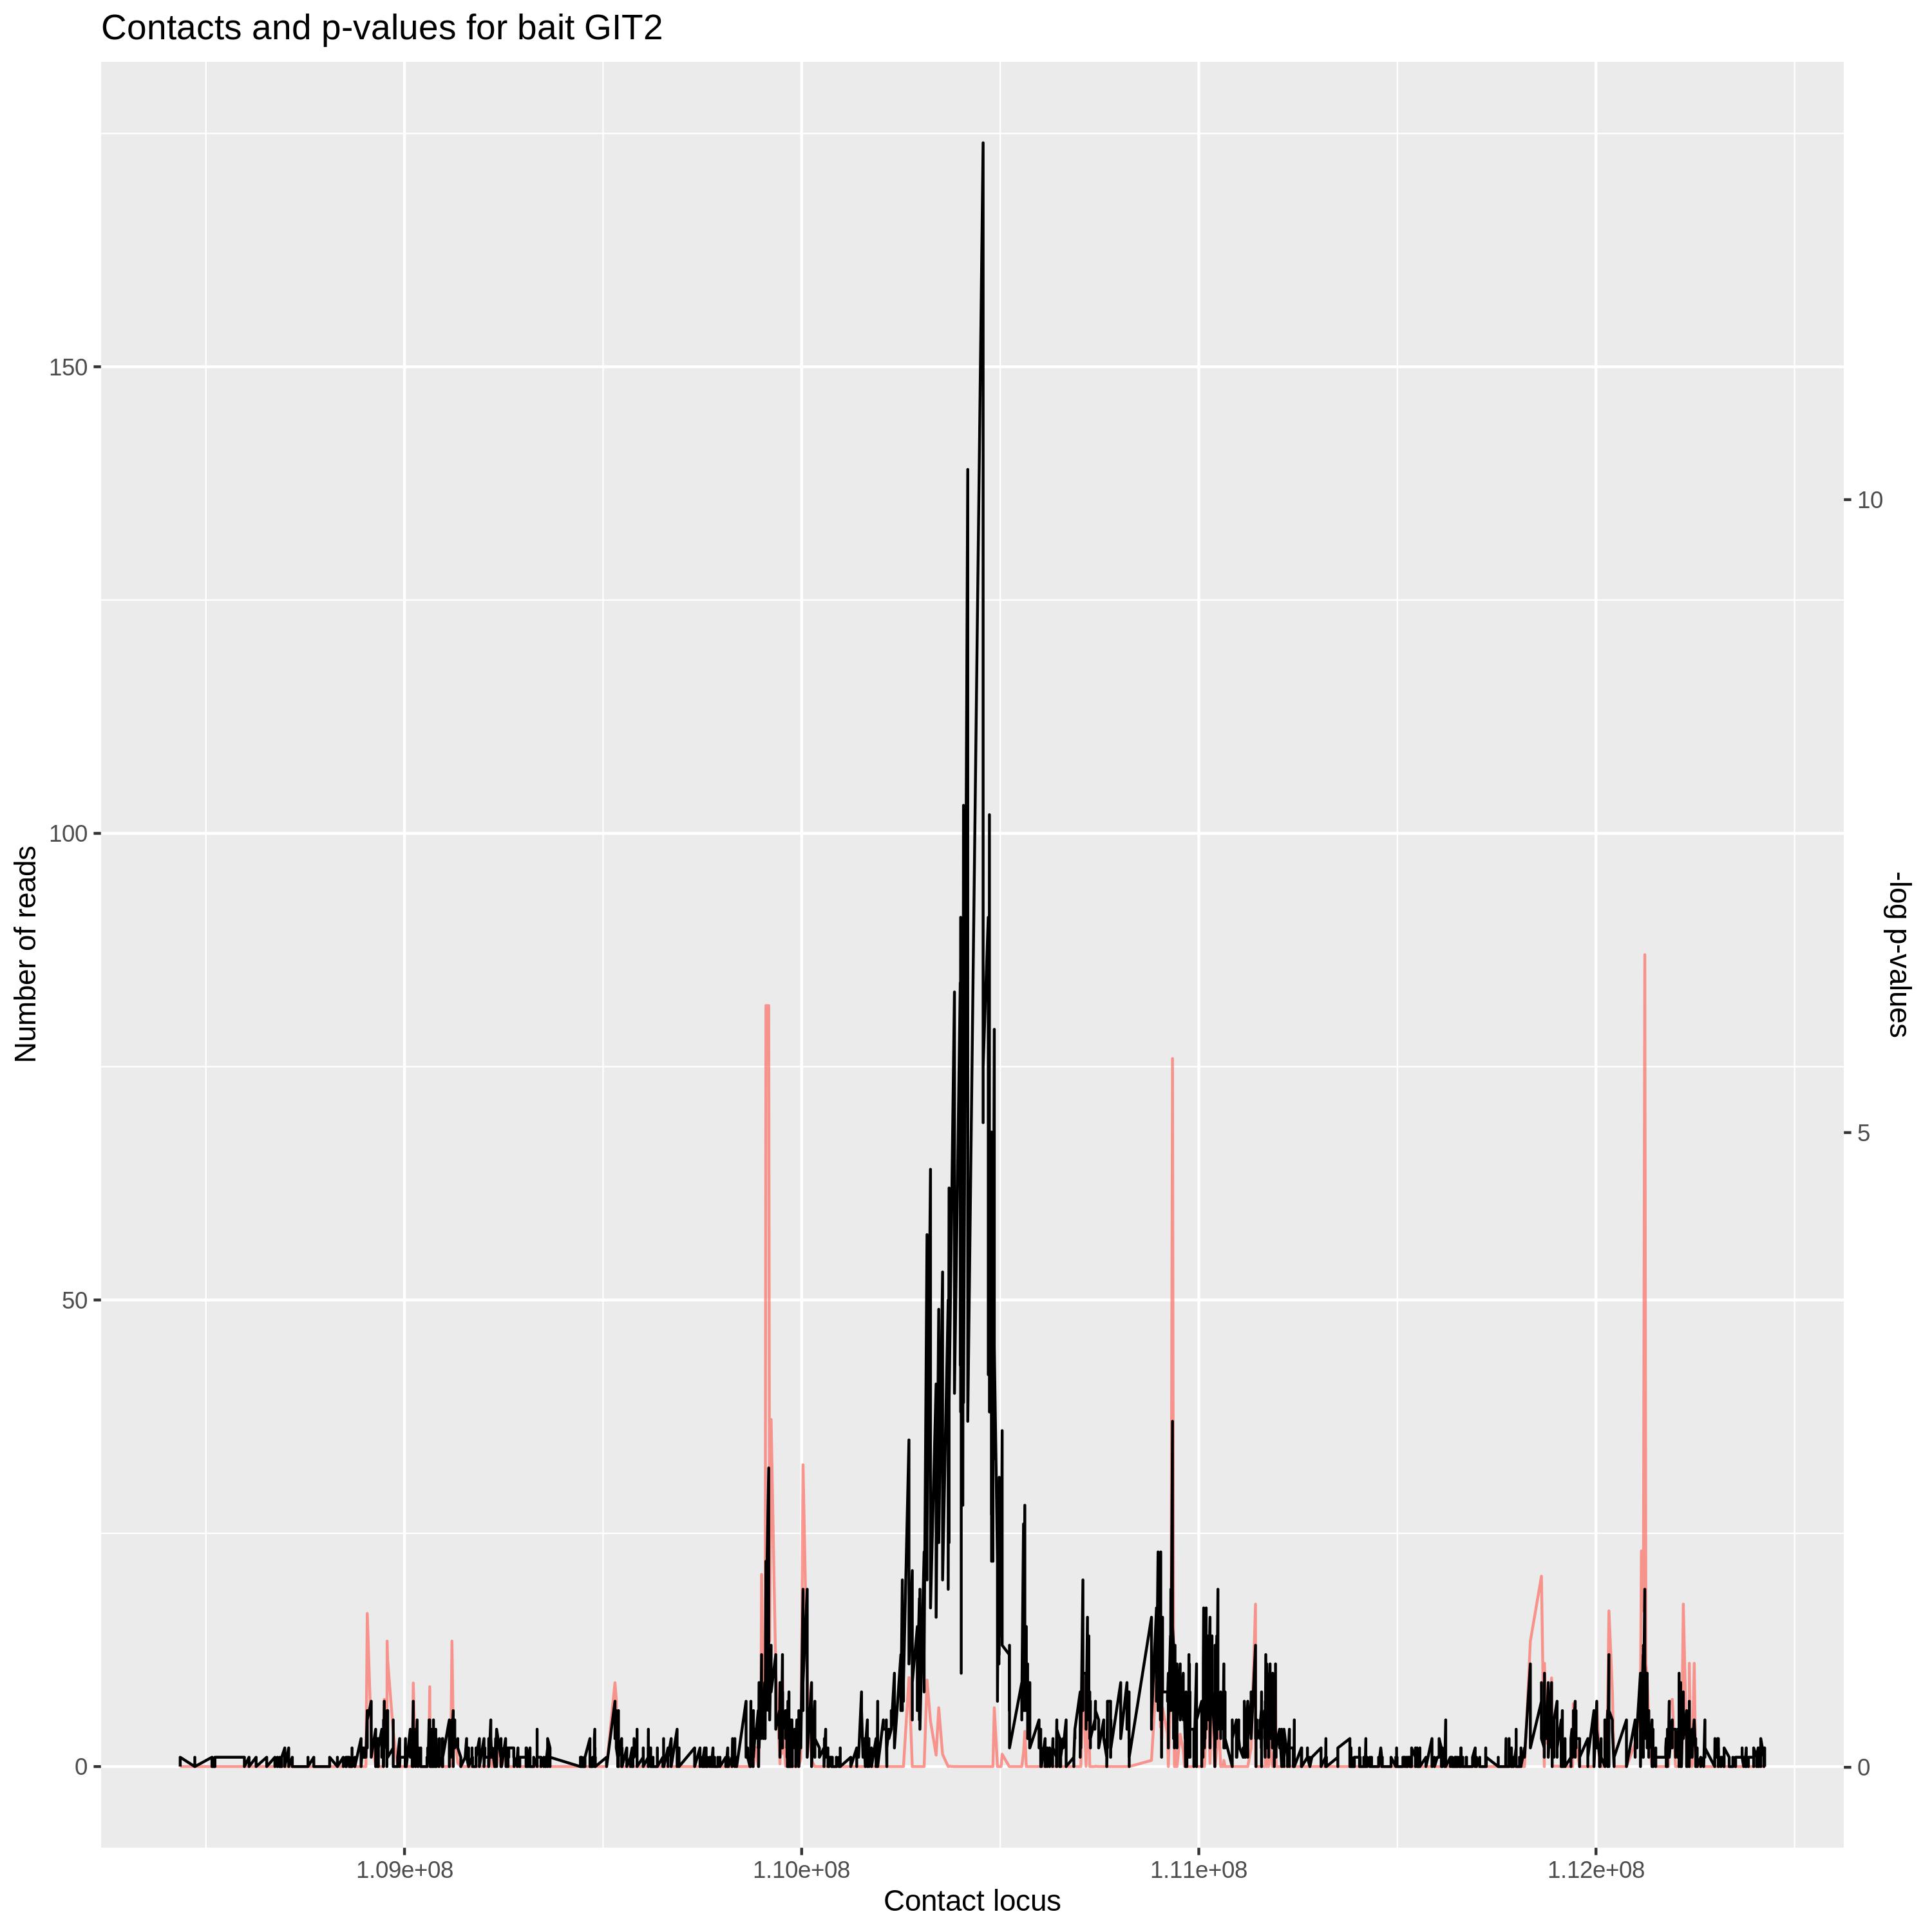 Contacts and p-values for bait GIT2
150
100
50
0
Number of reads
10
5
0
-log p-values
1.09e+08
1.10e+08
1.11e+08
1.12e+08
Contact locus